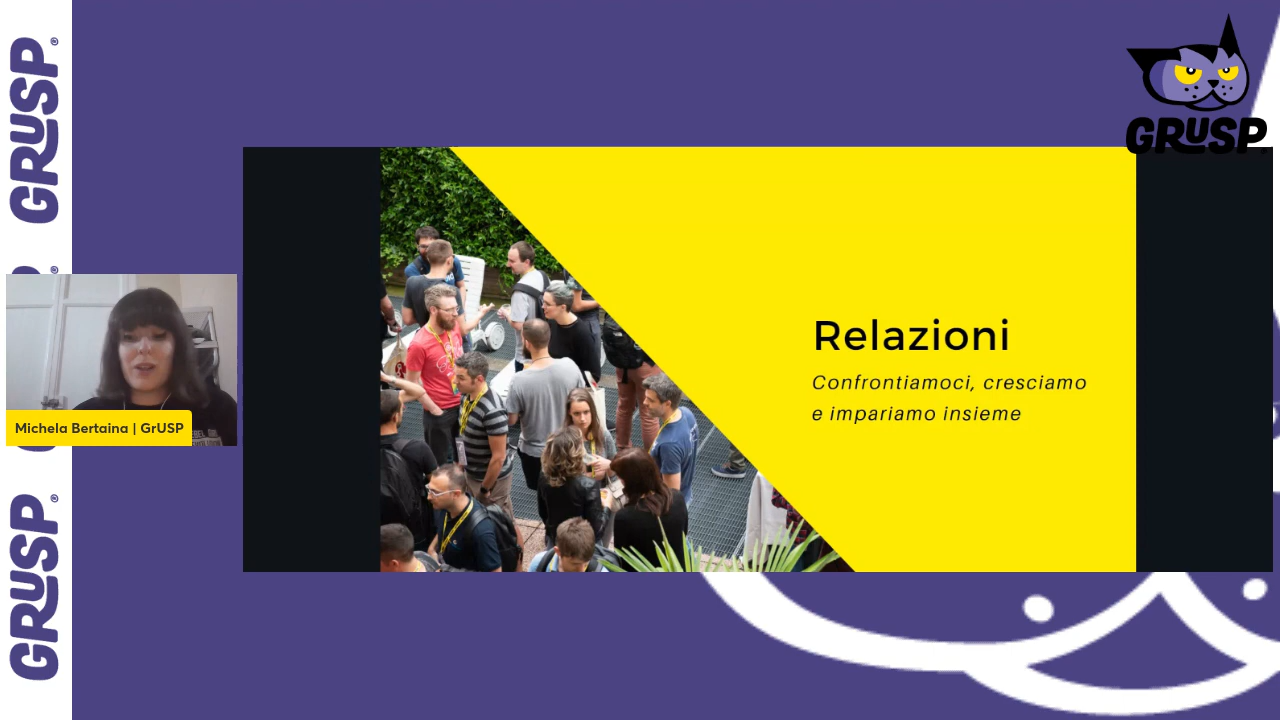 GRUSP
GRUSP
GRUSP
Michela Bertaina | GrUSP
Relazioni
Confrontiamoci, cresciamo
e impariamo insieme